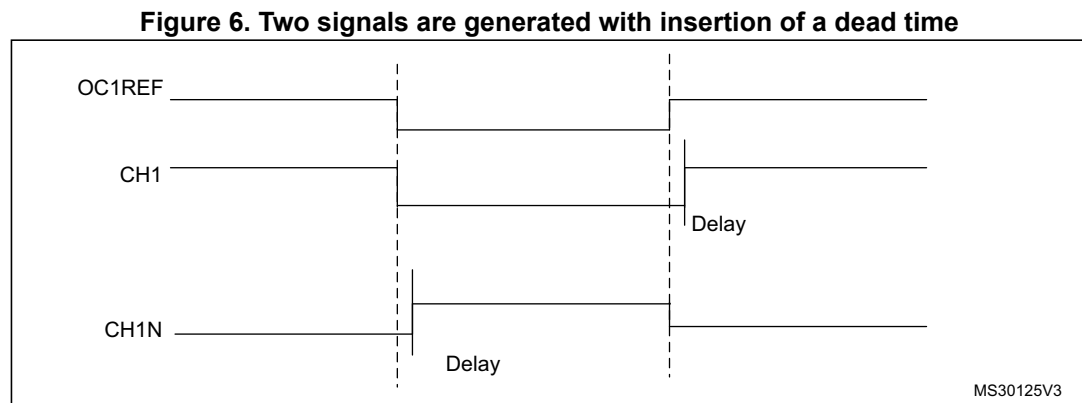 Figure 6. Two signals are generated with insertion of a dead time
OC1REF
CH1
Delay
CH1N
Delay
MS30125V3